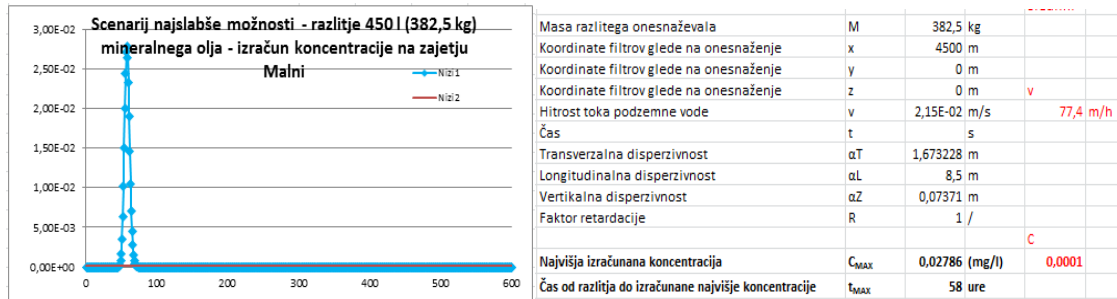 Scenarij najslabše možnosti - razlitje 450 l (382,5 kg)
mineralnega olja - izračun koncentracije na zajetju
Malni
3,00E-02
2,50E-02
2,00E-02
1,50E-02
1,00E-02
5,00E-03
0,00E+00
0 100 200 300 400 500 600
Nizi1
Nizi2
Masa razlitega onesnaževala M 382,5 kg
Koordinate filtrov glede na onesnaženje x 4500 m
Koordinate filtrov glede na onesnaženje y 0 m
Koordinate filtrov glede na onesnaženje z 0 m v
Hitrost toka podzemne vode v 2,15E-02 m/s 77,4 m/h
Čas t s
Transverzalna disperzivnost αT 1,673228 m
Longitudinalna disperzivnost αL 8,5 m
Vertikalna disperzivnost αZ 0,07371 m
Faktor retardacije R 1 /
C
Najvišja izračunana koncentracija CMAX 0,02786 (mg/l) 0,0001
Čas od razlitja do izračunane najvišje koncentracije tMAX 58 ure